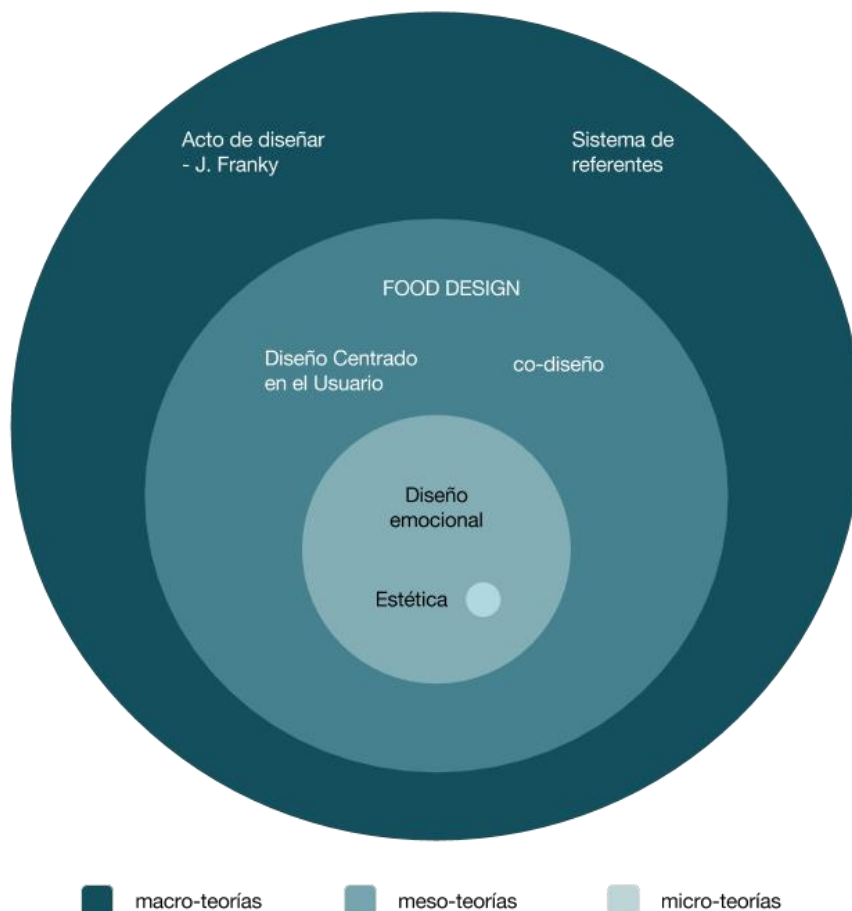 Acto de diseñar
- J. Franky
Sistema de
referentes
FOOD DESIGN
Diseño Centrado
en el Usuario
co-diseño
Diseño
emocional
Estética
macro-teorías
meso-teorías
micro-teorías